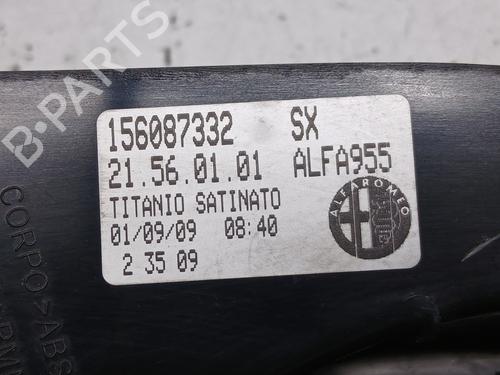 B-PARTS
156087332 SX
21.56.01.01 ALFA955
TITANIO SATINATO
01/09/09 08:40
2 35 09
ALFA ROMEO
CORPO >ABS